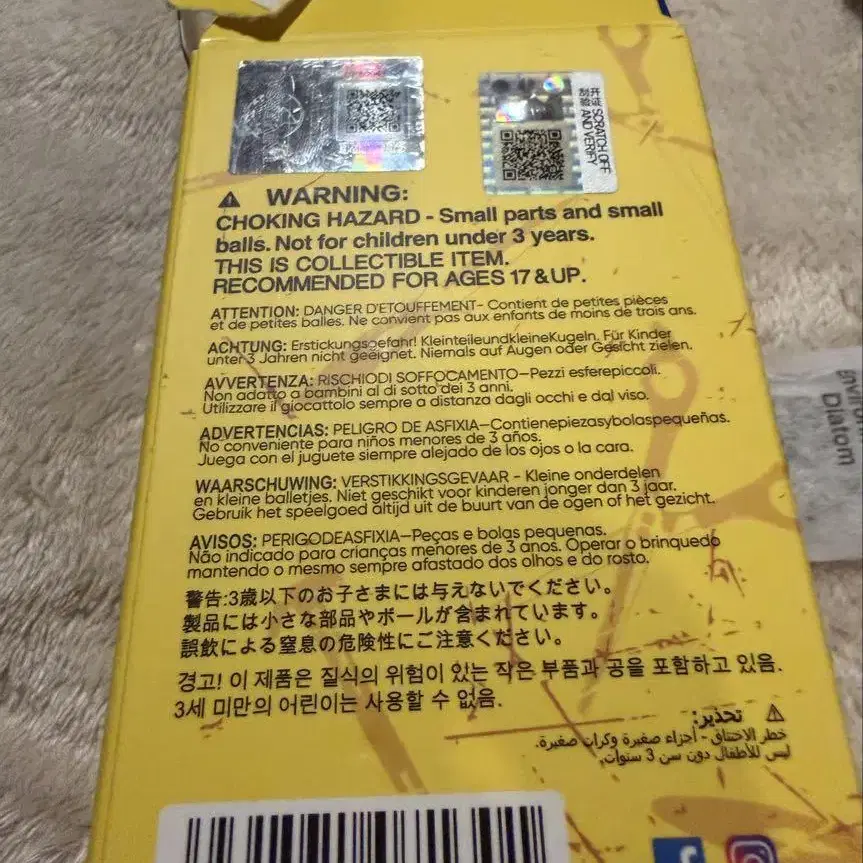 开涂 SCRATCH OFF
刮验 AND VERIFY
⚠ WARNING:
CHOKING HAZARD - Small parts and small
balls. Not for children under 3 years.
THIS IS COLLECTIBLE ITEM.
RECOMMENDED FOR AGES 17 & UP.
ATTENTION: DANGER D'ETOUFFEMENT- Contient de petites pièces
et de petites balles. Ne convient pas aux enfants de moins de trois ans.
ACHTUNG: Erstickungsgefahr! KleinteileundkleineKugeln. Für Kinder
unter 3 Jahren nicht geeignet. Niemals auf Augen oder Gesicht zielen.
AVVERTENZA: RISCHIODI SOFFOCAMENTO—Pezzi esferepiccoli.
Non adatto a bambini al di sotto dei 3 anni.
Utilizzare il giocattolo sempre a distanza dagli occhi e dal viso.
ADVERTENCIAS: PELIGRO DE ASFIXIA—Contienepiezasybolaspequeñas.
No conveniente para niños menores de 3 años.
Juega con el juguete siempre alejado de los ojos o la cara.
WAARSCHUWING: VERSTIKKINGSGEVAAR - Kleine onderdelen
en kleine balletjes. Niet geschikt voor kinderen jonger dan 3 jaar.
Gebruik het speelgoed altijd uit de buurt van de ogen of het gezicht.
AVISOS: PERIGODEASFIXIA—Peças e bolas pequenas.
Não indicado para crianças menores de 3 anos. Operar o brinquedo
mantendo o mesmo sempre afastado dos olhos e do rosto.
警告:3歳以下のお子さまには与えないでください。
製品には小さな部品やボールが含まれています。
誤飲による窒息の危険性にご注意ください。
경고! 이 제품은 질식의 위험이 있는 작은 부품과 공을 포함하고 있음.
3세 미만의 어린이는 사용할 수 없음.
⚠ تحذير:
خطر الاختناق - أجزاء صغيرة وكرات صغيرة.
ليس للأطفال دون سن 3 سنوات.
Diatom